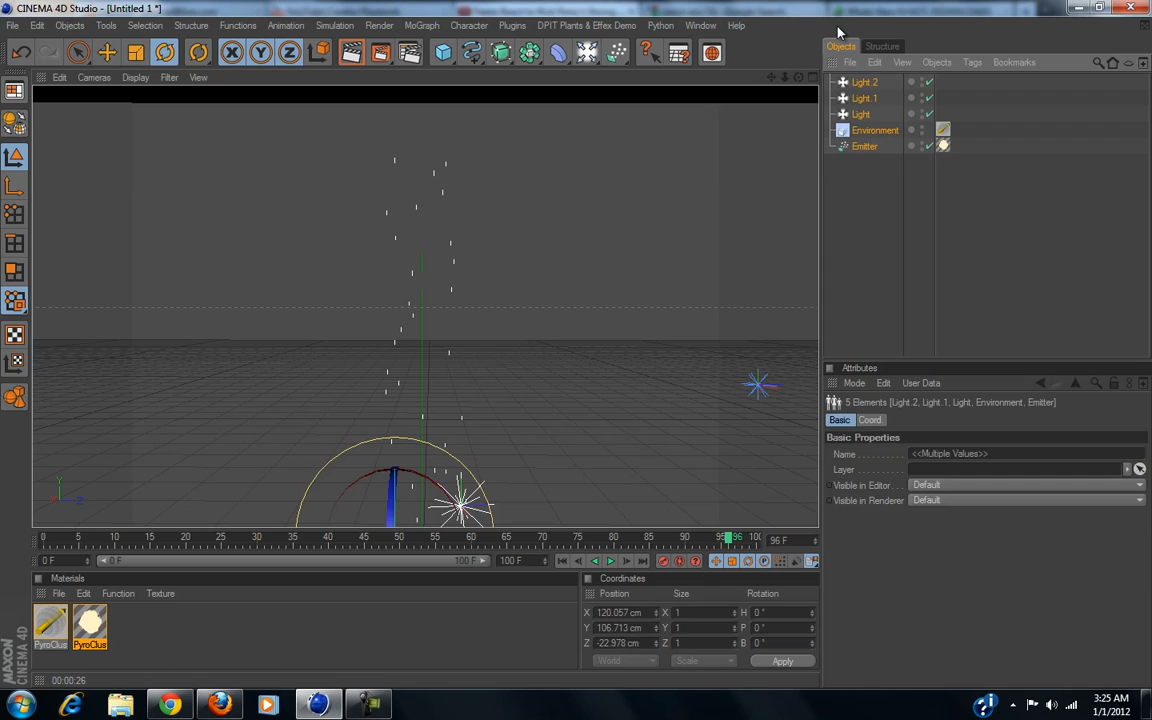 CINEMA 4D Studio - [Untitled 1 *]
File Edit Objects Tools Selection Structure Functions Animation Simulation Render MoGraph Character Plugins DPIT Plants & Effex Demo Python Window Help
Objects Structure
File Edit View Objects Tags Bookmarks
Edit Cameras Display Filter View
Light.2
Light.1
Light
Environment
Emitter
Attributes
Mode Edit User Data
5 Elements [Light.2, Light.1, Light, Environment, Emitter]
Basic Coord.
Basic Properties
Name <<Multiple Values>>
Layer
Visible in Editor Default
Visible in Renderer Default
Y
X Z
0 5 10 15 20 25 30 35 40 45 50 55 60 65 70 75 80 85 90 95 96 100 96 F
0 F 0 F 100 F 100 F
Materials
File Edit Function Texture
PyroClus PyroClus
Coordinates
Position Size Rotation
X 120.057 cm X 1 H 0 °
Y 106.713 cm Y 1 P 0 °
Z -22.978 cm Z 1 B 0 °
World Scale Apply
00:00:26
MAXON
CINEMA 4D
3:25 AM
1/1/2012